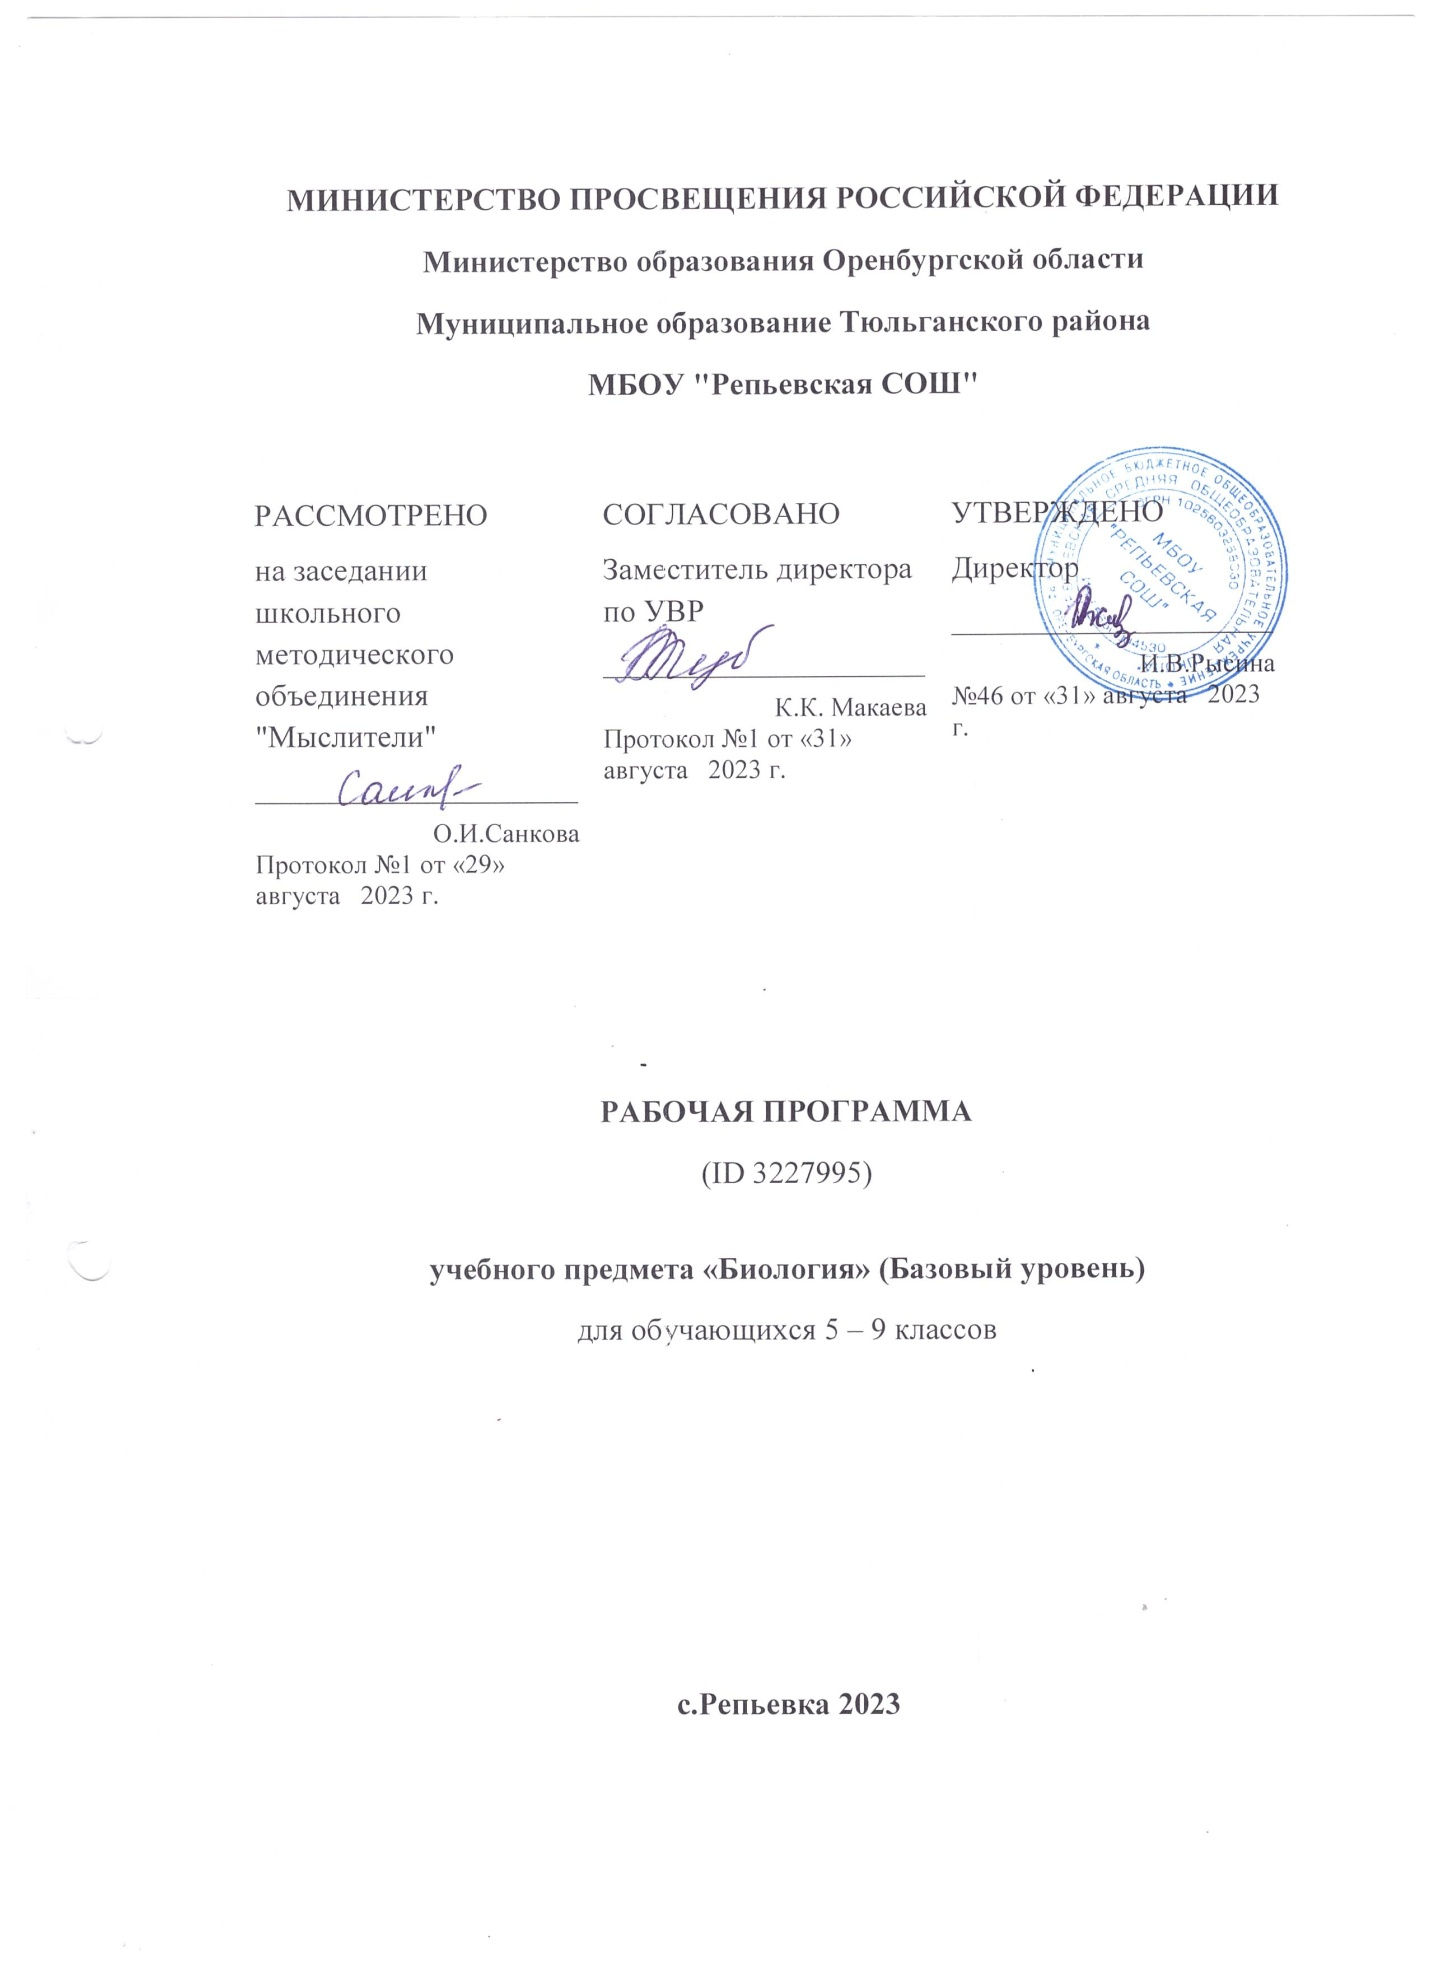 МИНИСТЕРСТВО ПРОСВЕЩЕНИЯ РОССИЙСКОЙ ФЕДЕРАЦИИ
Министерство образования Оренбургской области
Муниципальное образование Тюльганского района
МБОУ "Репьевская СОШ"
РАССМОТРЕНО
на заседании
школьного
методического
объединения
"Мыслители"
О.И.Санкова
Протокол №1 от «29»
августа 2023 г.
СОГЛАСОВАНО
Заместитель директора
по УВР
К.К. Макаева
Протокол №1 от «31»
августа 2023 г.
УТВЕРЖДЕНО
Директор
И.В.Рысина
№46 от «31» августа 2023
г.
МБОУ
"РЕПЬЕВСКАЯ
СОШ"
РАБОЧАЯ ПРОГРАММА
(ID 3227995)
учебного предмета «Биология» (Базовый уровень)
для обучающихся 5 – 9 классов
с.Репьевка 2023